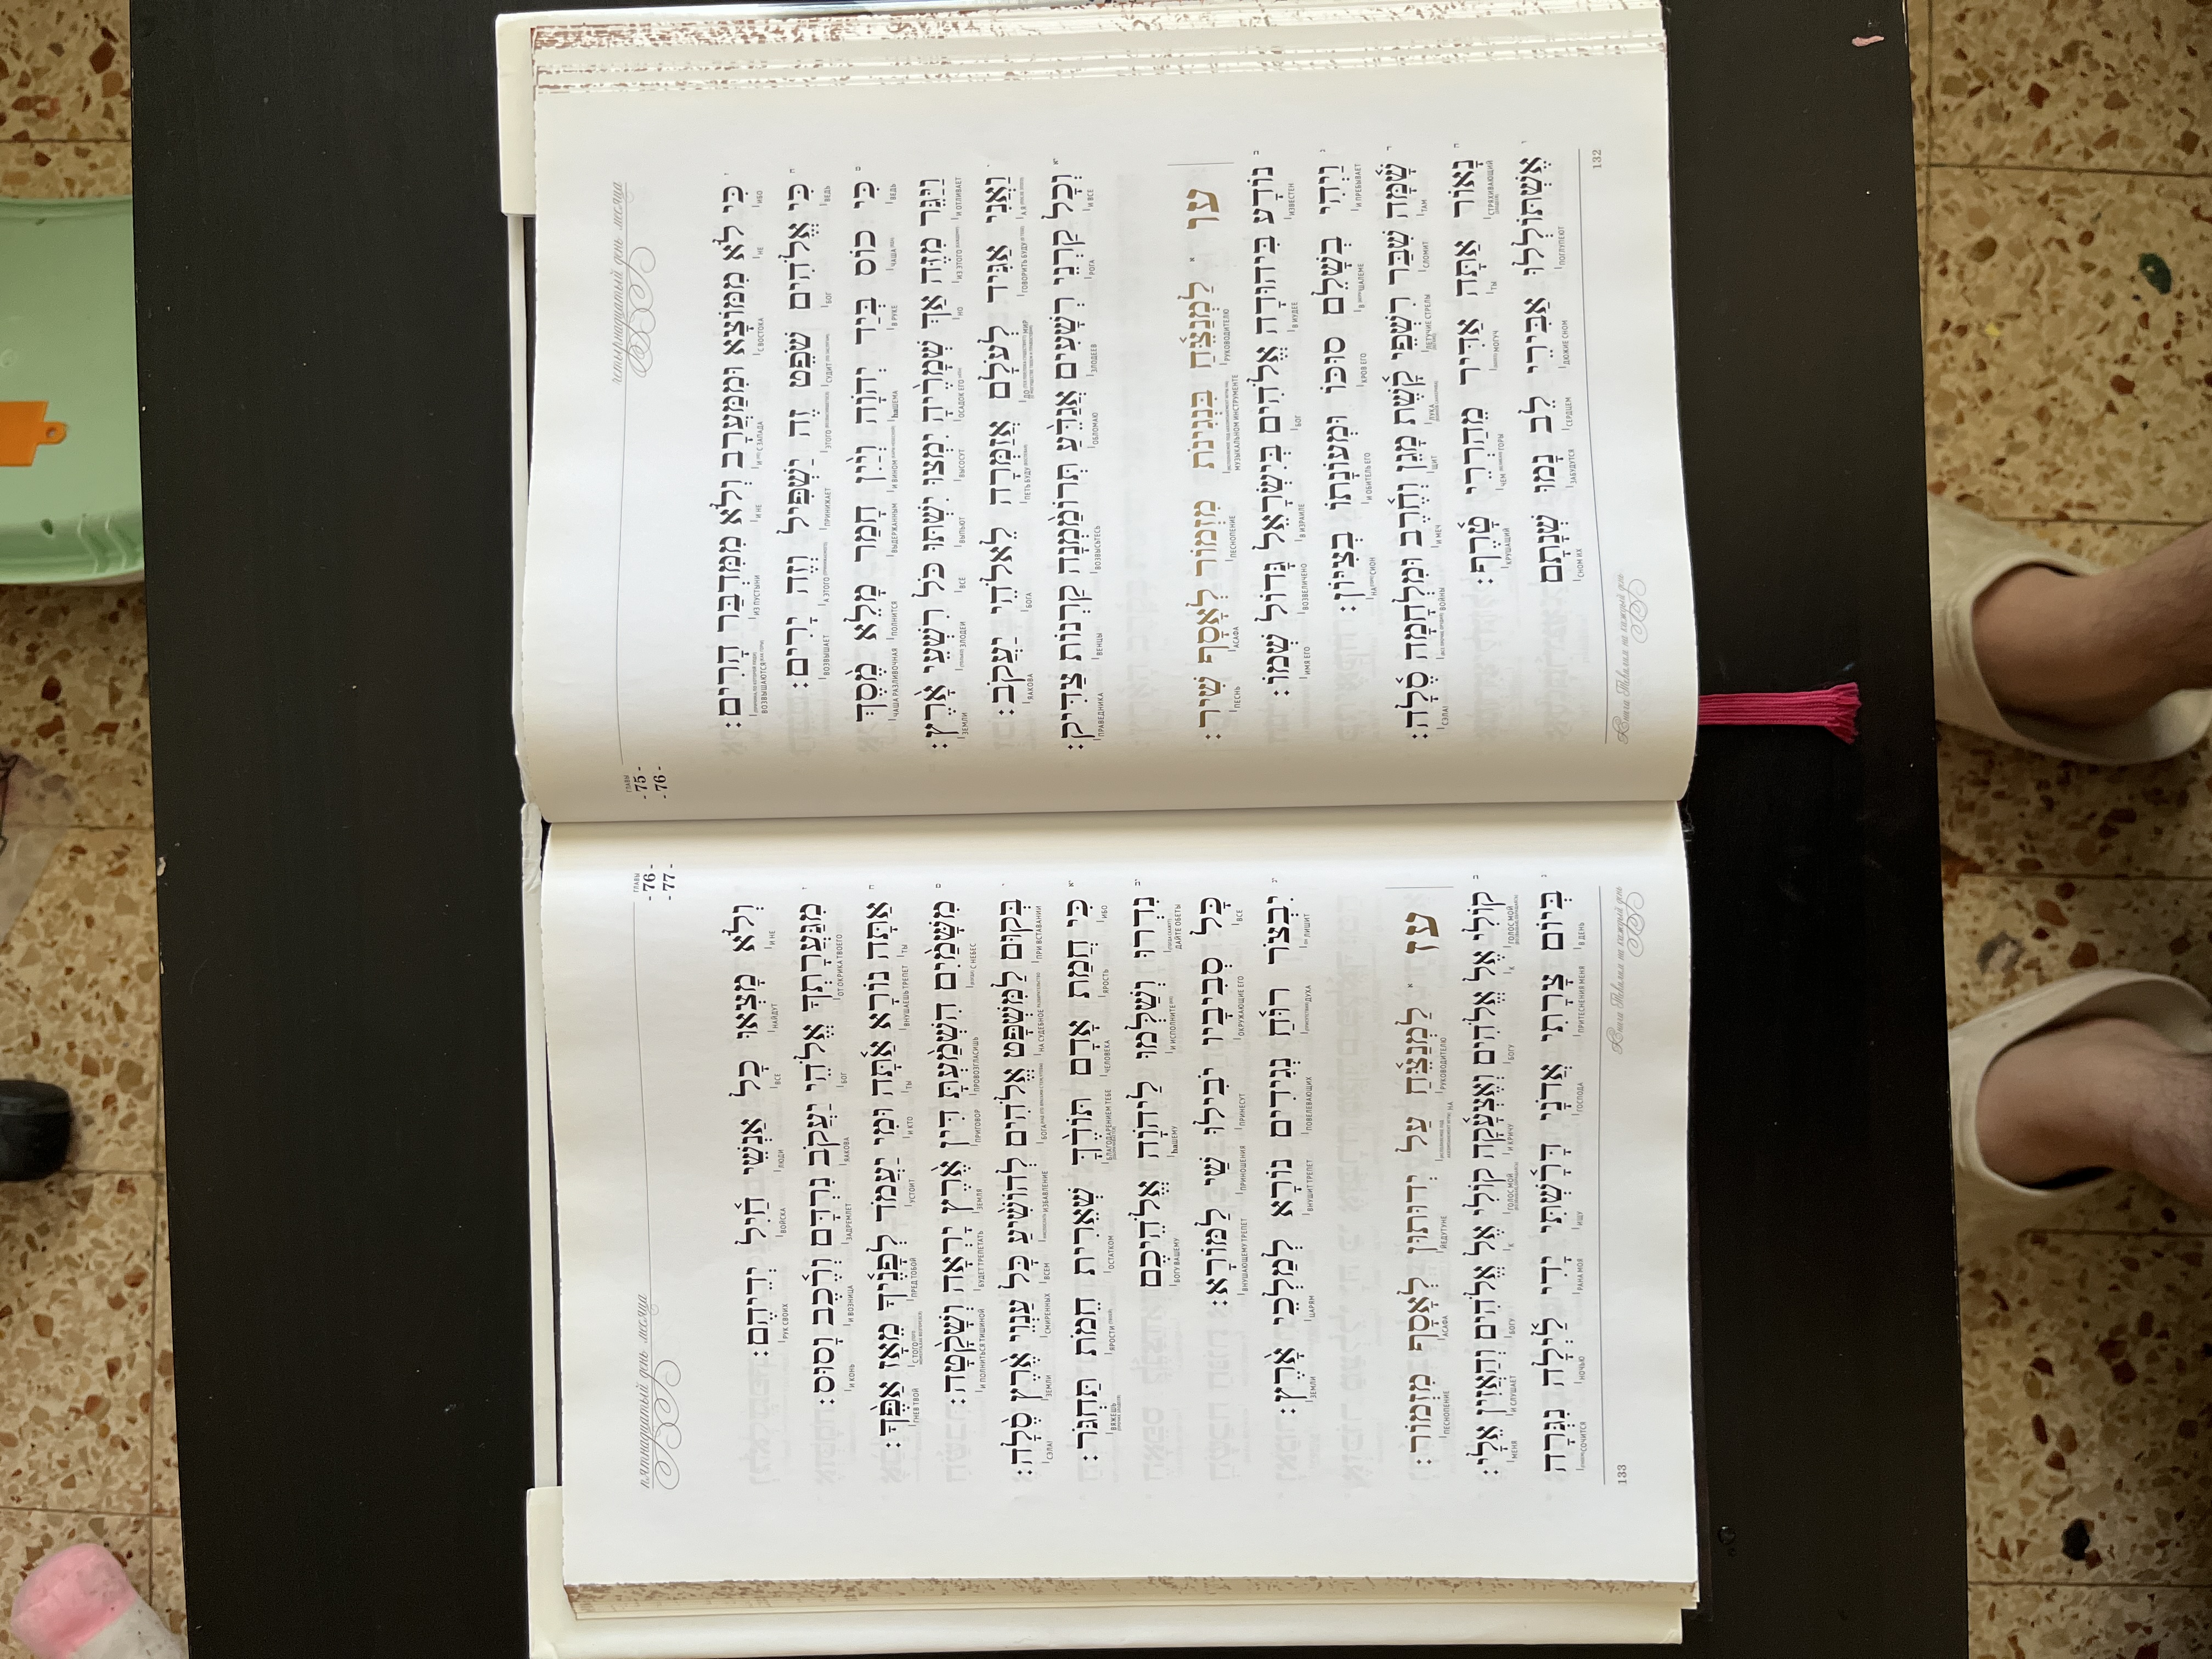 четырнадцатый день месяца
ГЛАВЫ
- 75 -
- 76 -
כִּי לֹא מִמּוֹצָא וּמִמַּעֲרָב וְלֹא מִמִּדְבַּר הָרִים:
ИБО НЕ С ВОСТОКА И С ЗАПАДА И НЕ ИЗ ПУСТЫНИ ВОЗВЫШАЮТСЯ
כִּי אֱלֹהִים שֹׁפֵט זֶה יַשְׁפִּיל וְזֶה יָרִים:
ВЕДЬ БОГ СУДИТ ЭТОГО ПРИНИЖАЕТ А ЭТОГО ВОЗВЫШАЕТ
כִּי כוֹס בְּיַד יְהוָֹה וְיַיִן חָמַר מָלֵא מֶסֶךְ
ВЕДЬ ЧАША В РУКЕ haШЕМА И ВИНОМ ВЫДЕРЖАННЫМ ПОЛНИТСЯ ЧАША РАЗЛИВОЧНАЯ
וַיַּגֵּר מִזֶּה אַךְ שְׁמָרֶיהָ יִמְצוּ יִשְׁתּוּ כֹּל רִשְׁעֵי אָרֶץ:
И ОТЛИВАЕТ ИЗ ЭТОГО НО ОСАДОК ЕГО ВЫСОСУТ ВЫПЬЮТ ВСЕ ЗЛОДЕИ ЗЕМЛИ
וַאֲנִי אַגִּיד לְעֹלָם אֲזַמְּרָה לֵאלֹהֵי יַעֲקֹב:
А Я ГОВОРИТЬ БУДУ ДО МИР ПЕТЬ БУДУ БОГА ЯАКОВА
וְכָל קַרְנֵי רְשָׁעִים אֲגַדֵּעַ תְּרוֹמַמְנָה קַרְנוֹת צַדִּיק:
И ВСЕ РОГА ЗЛОДЕЕВ ОБЛОМАЮ ВОЗВЫСЬТЕСЬ ВЕНЦЫ ПРАВЕДНИКА
עו א לַמְנַצֵּחַ בִּנְגִינֹת מִזְמוֹר לְאָסָף שִׁיר:
РУКОВОДИТЕЛЮ МУЗЫКАЛЬНОМ ИНСТРУМЕНТЕ ПЕСНОПЕНИЕ АСАФА ПЕСНЬ
נוֹדָע בִּיהוּדָה אֱלֹהִים בְּיִשְׂרָאֵל גָּדוֹל שְׁמוֹ:
ИЗВЕСТЕН В ИУДЕЕ БОГ В ИЗРАИЛЕ ВОЗВЕЛИЧЕНО ИМЯ ЕГО
וַיְהִי בְשָׁלֵם סוּכּוֹ וּמְעוֹנָתוֹ בְצִיּוֹן:
И ПРЕБЫВАЕТ В ШАЛЕМЕ КРОВ ЕГО И ОБИТЕЛЬ ЕГО НА СИОН
שָׁמָּה שִׁבַּר רִשְׁפֵי קָשֶׁת מָגֵן וְחֶרֶב וּמִלְחָמָה סֶלָה:
ТАМ СЛОМИТ ЛЕТУЧИЕ СТРЕЛЫ ЛУКА ЩИТ И МЕЧ ВОЙНЫ СЭЛА!
נָאוֹר אַתָּה אַדִּיר מֵהַרְרֵי טָרֶף:
СТРЯХИВАЮЩИЙ ТЫ МОГУЧ ЧЕМ ГОРЫ КРУШАЩИЙ
אֶשְׁתּוֹלְלוּ אַבִּירֵי לֵב נָמוּ שְׁנָתָם
ПОГЛУПЕЮТ ДЮЖИЕ СНОМ СЕРДЦЕМ ЗАБУДУТСЯ СНОМ ИХ
Книга Тевилим на каждый день
132
пятнадцатый день месяца
ГЛАВЫ
- 76 -
- 77 -
וְלֹא מָצְאוּ כָל אַנְשֵׁי חַיִל יְדֵיהֶם:
И НЕ НАЙДУТ ВСЕ ЛЮДИ ВОЙСКА РУК СВОИХ
מִגַּעֲרָתְךָ אֱלֹהֵי יַעֲקֹב נִרְדָּם וְרֶכֶב וָסוּס:
ОТ ОКРИКА ТВОЕГО БОГ ЯАКОВА ЗАДРЕМЛЕТ И ВОЗНИЦА И КОНЬ
אַתָּה נוֹרָא אַתָּה וּמִי יַעֲמֹד לְפָנֶיךָ מֵאָז אַפֶּךָ:
ТЫ ВНУШАЕШЬ ТРЕПЕТ ТЫ И КТО УСТОИТ ПРЕД ТОБОЙ С ТОГО ГНЕВ ТВОЙ
מִשָּׁמַיִם הִשְׁמַעְתָּ דִּין אֶרֶץ יָרְאָה וְשָׁקָטָה:
С НЕБЕС ПРОВОЗГЛАСИШЬ ПРИГОВОР ЗЕМЛЯ БУДЕТ ТРЕПЕТАТЬ И ПОЛНИТЬСЯ ТИШИНОЙ
בְּקוּם לַמִּשְׁפָּט אֱלֹהִים לְהוֹשִׁיעַ כָּל עַנְוֵי אֶרֶץ סֶלָה:
ПРИ ВСТАВАНИИ НА СУДЕБНОЕ РАЗБИРАТЕЛЬСТВО БОГА ИЗБАВЛЕНИЕ ВСЕМ СМИРЕННЫХ ЗЕМЛИ СЭЛА!
כִּי חֲמַת אָדָם תּוֹדֶךָּ שְׁאֵרִית חֵמֹת תַּחְגֹּר:
ИБО ЯРОСТЬ ЧЕЛОВЕКА БЛАГОДАРЕНИЕМ ТЕБЕ ОСТАТКОМ ЯРОСТИ ВЯЖЕШЬ
נִדְרוּ וְשַׁלְּמוּ לַיהוָֹה אֱלֹהֵיכֶם
ДАЙТЕ ОБЕТЫ И ИСПОЛНИТЕ haШЕМУ БОГУ ВАШЕМУ
כָּל סְבִיבָיו יֹבִילוּ שַׁי לַמּוֹרָא:
ВСЕ ОКРУЖАЮЩИЕ ЕГО ПРИНЕСУТ ПРИНОШЕНИЯ ВНУШАЮЩЕМУ ТРЕПЕТ
יִבְצֹר רוּחַ נְגִידִים נוֹרָא לְמַלְכֵי אָרֶץ:
ЛИШИТ ДУХА ПОВЕЛЕВАЮЩИХ ВНУШИТ ТРЕПЕТ ЦАРЯМ ЗЕМЛИ
עז א לַמְנַצֵּחַ עַל יְדוּתוּן לְאָסָף מִזְמוֹר:
РУКОВОДИТЕЛЮ НА ЙЕДУТУНЕ АСАФА ПЕСНОПЕНИЕ
קוֹלִי אֶל אֱלֹהִים וְאֶצְעָקָה קוֹלִי אֶל אֱלֹהִים וְהַאֲזִין אֵלָי:
ГОЛОС МОЙ К БОГУ И КРИЧУ ГОЛОС МОЙ К БОГУ И СЛУШАЕТ МЕНЯ
בְּיוֹם צָרָתִי אֲדֹנָי דָּרָשְׁתִּי יָדִי לַיְלָה נִגְּרָה
В ДЕНЬ ПРИТЕСНЕНИЯ МЕНЯ ГОСПОДА ИЩУ РАНА МОЯ НОЧЬЮ СОЧИТСЯ
Книга Тевилим на каждый день
133